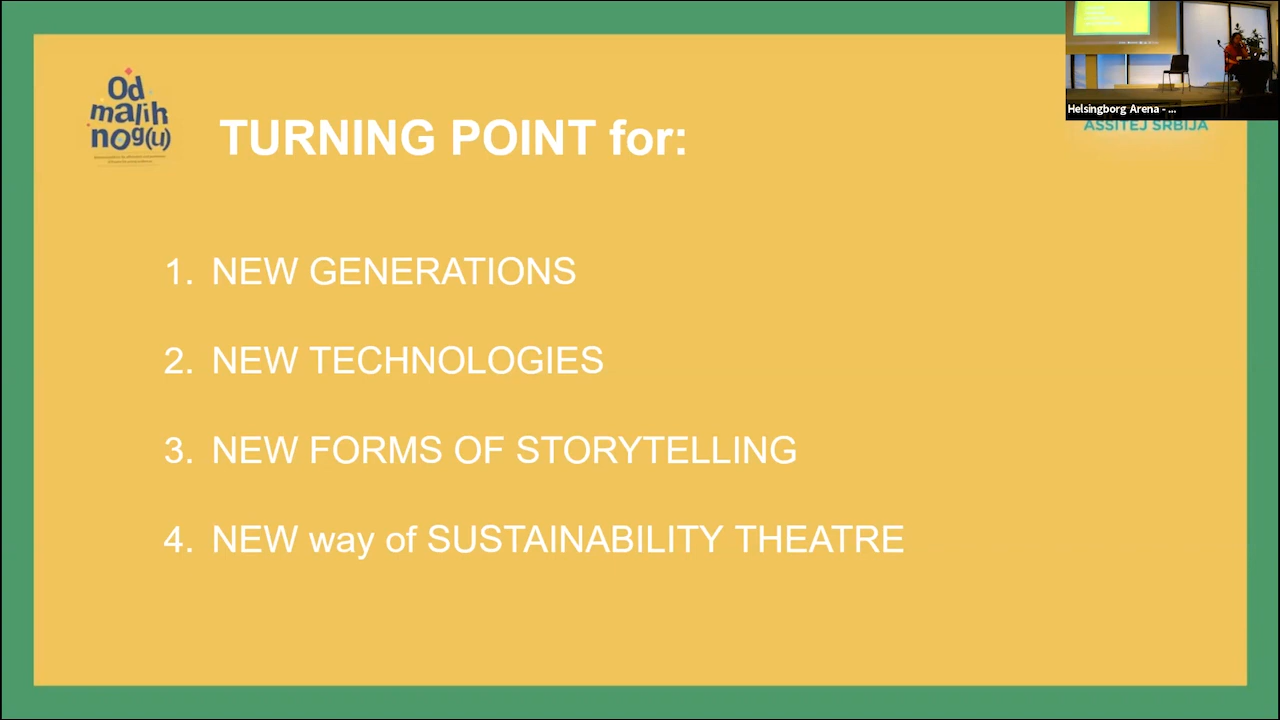 Od
malih
nog(u)
TURNING POINT for:
Helsingborg Arena - ...
ASSITEJ SRBIJA
1. NEW GENERATIONS
2. NEW TECHNOLOGIES
3. NEW FORMS OF STORYTELLING
4. NEW way of SUSTAINABILITY THEATRE